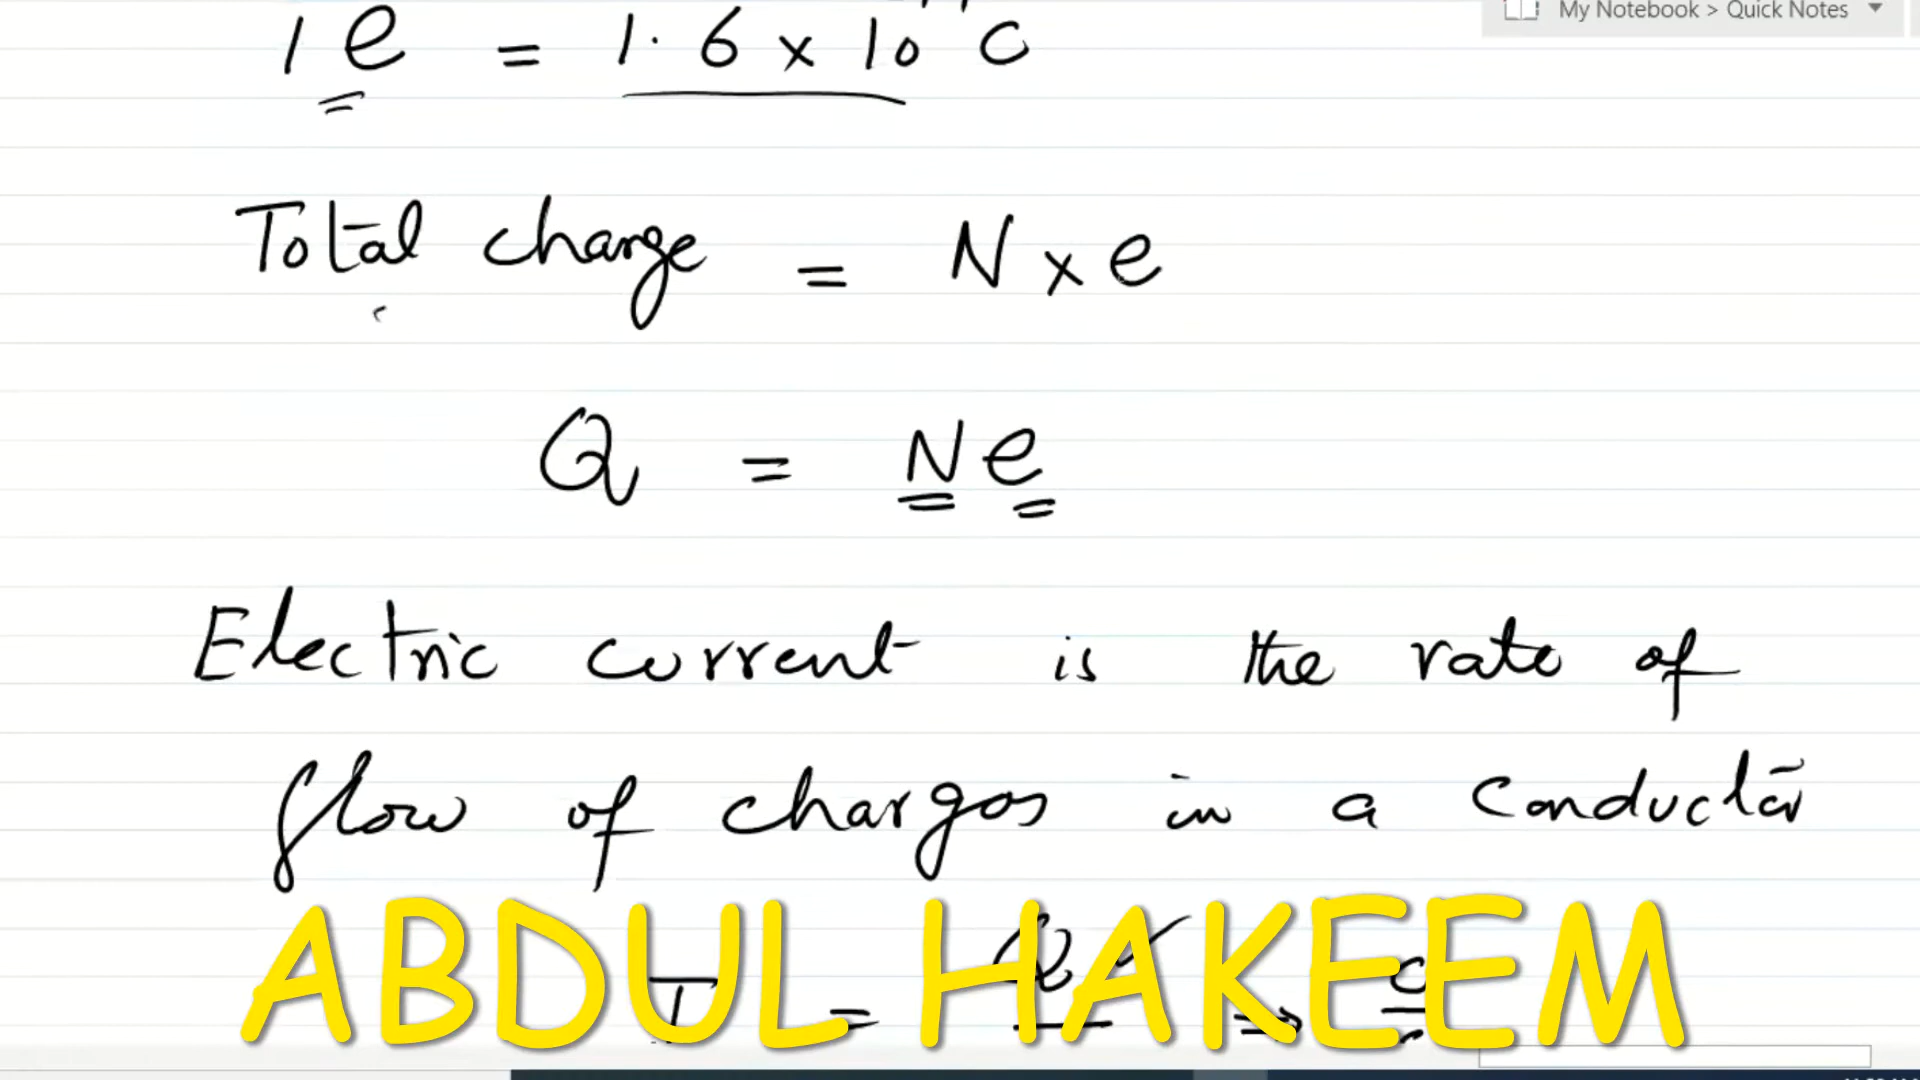 My Notebook > Quick Notes
1 e = 1.6 x 10 C
Total charge = N x e
Q = Ne
Electric current is the rate of
flow of charges in a conductor
I = Q ⇒ C
ABDUL HAKEEM